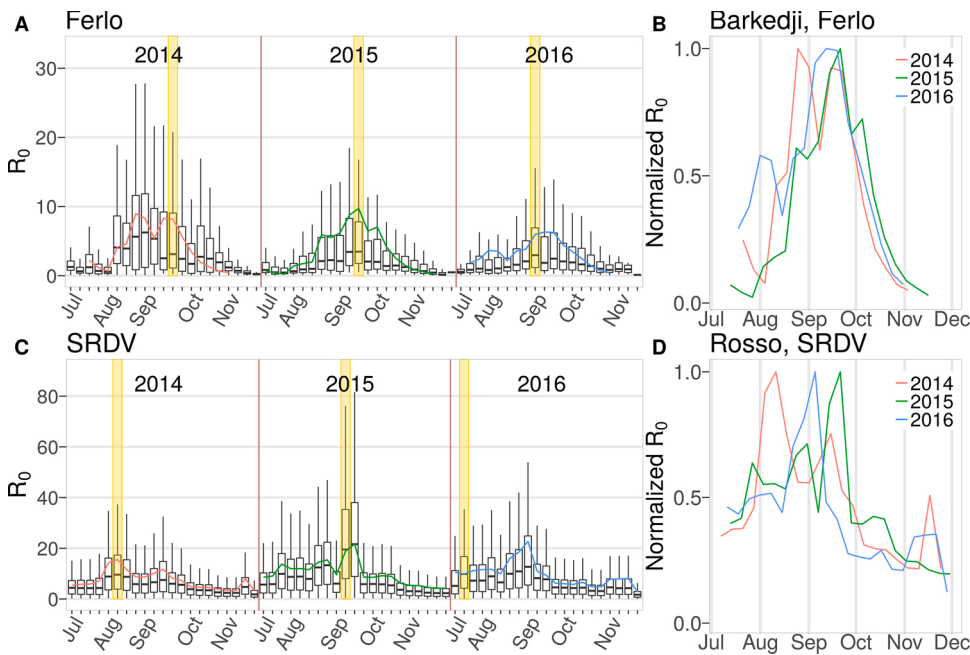 A Ferlo
2014 2015 2016
30
20
10
0
R0
Jul Aug Sep Oct Nov Jul Aug Sep Oct Nov Jul Aug Sep Oct Nov
B Barkedji, Ferlo
1.0
0.5
0.0
Normalized R0
2014
2015
2016
Jul Aug Sep Oct Nov Dec
C SRDV
2014 2015 2016
80
60
40
20
0
R0
Jul Aug Sep Oct Nov Jul Aug Sep Oct Nov Jul Aug Sep Oct Nov
D Rosso, SRDV
1.0
0.5
0.0
Normalized R0
2014
2015
2016
Jul Aug Sep Oct Nov Dec